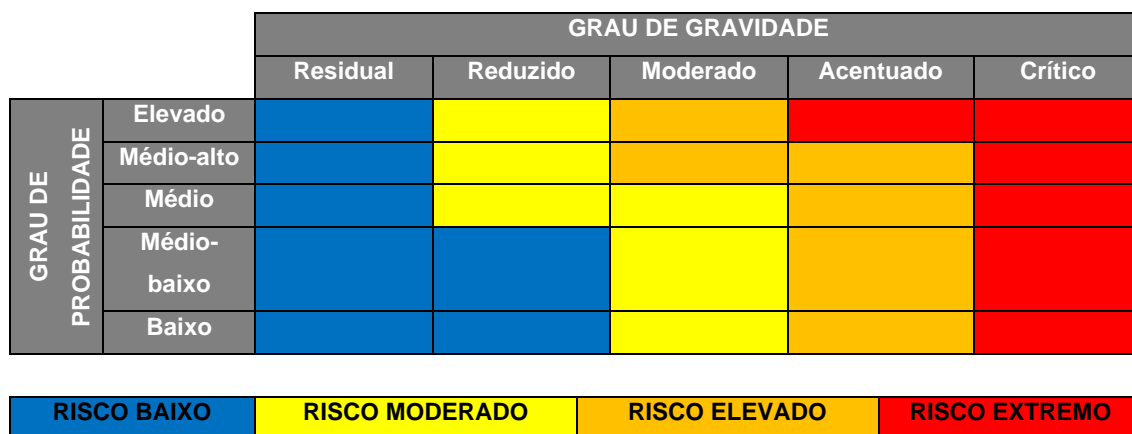 GRAU DE GRAVIDADE
Residual Reduzido Moderado Acentuado Crítico
GRAU DE
PROBABILIDADE
Elevado
Médio-alto
Médio
Médio-
baixo
Baixo
RISCO BAIXO RISCO MODERADO RISCO ELEVADO RISCO EXTREMO